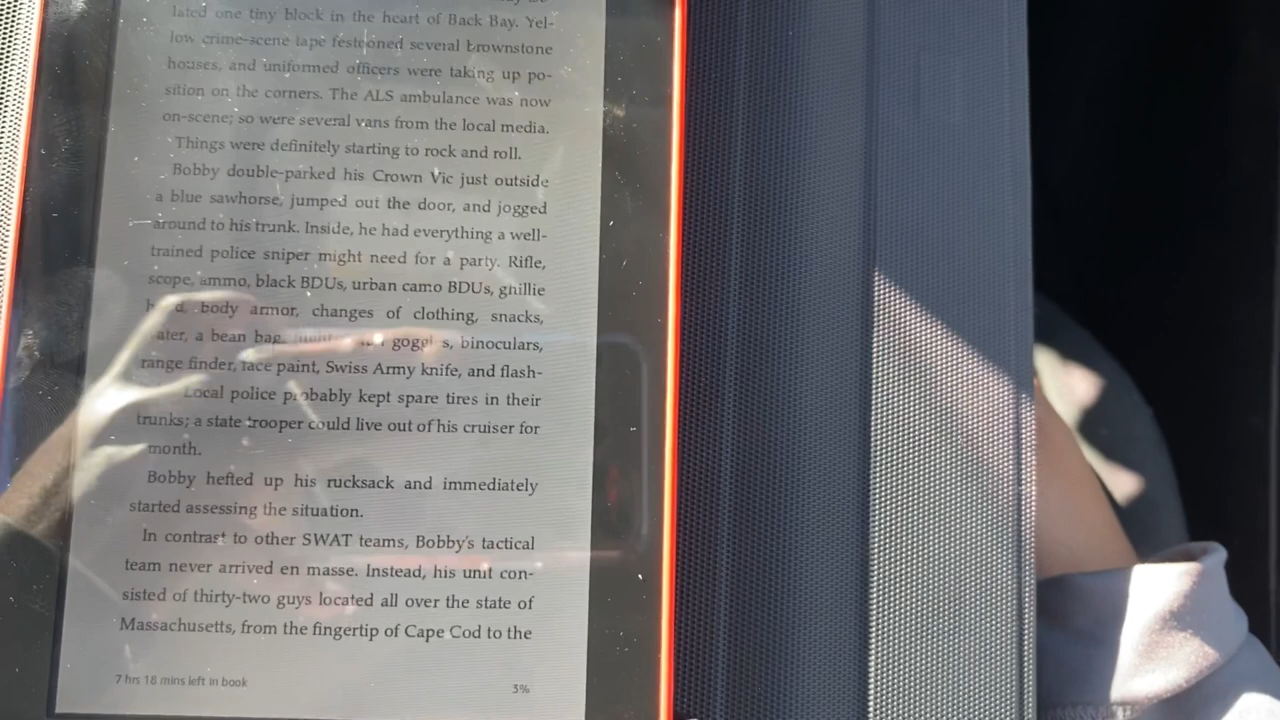 lated one tiny block in the heart of Back Bay. Yel-
low crime-scene tape festooned several brownstone
houses, and uniformed officers were taking up po-
sition on the corners. The ALS ambulance was now
on-scene; so were several vans from the local media.
Things were definitely starting to rock and roll.
Bobby double-parked his Crown Vic just outside
a blue sawhorse, jumped out the door, and jogged
around to his trunk. Inside, he had everything a well-
trained police sniper might need for a party. Rifle,
scope, ammo, black BDUs, urban camo BDUs, ghillie
body armor, changes of clothing, snacks,
a bean bag, goggles, binoculars,
range finder, face paint, Swiss Army knife, and flash-
Local police probably kept spare tires in their
trunks; a state trooper could live out of his cruiser for
month.
Bobby hefted up his rucksack and immediately
started assessing the situation.
In contrast to other SWAT teams, Bobby's tactical
team never arrived en masse. Instead, his unit con-
sisted of thirty-two guys located all over the state of
Massachusetts, from the fingertip of Cape Cod to the
7 hrs 18 mins left in book
3%